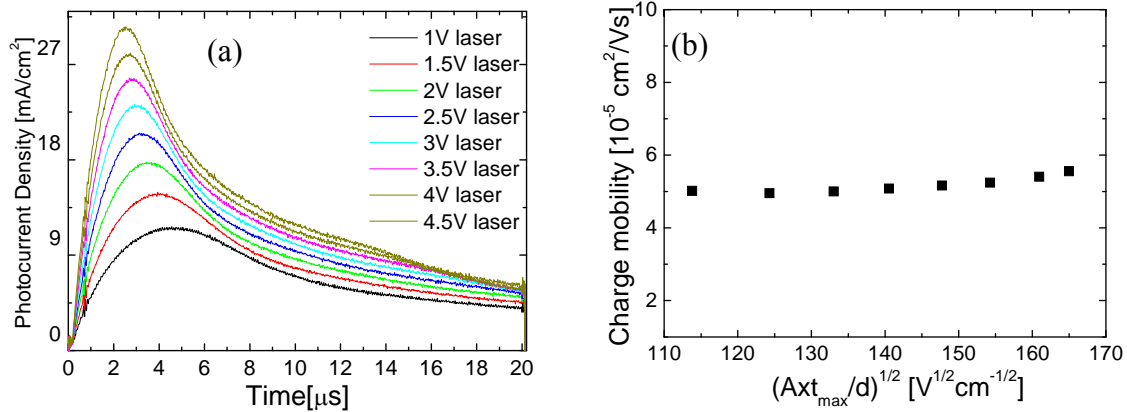 (a)
Photocurrent Density [mA/cm²]
27
18
9
0
1V laser
1.5V laser
2V laser
2.5V laser
3V laser
3.5V laser
4V laser
4.5V laser
0 2 4 6 8 10 12 14 16 18 20
Time[μs]
(b)
Charge mobility [10⁻⁵ cm²/Vs]
10
8
6
4
2
110 120 130 140 150 160 170
(Axt_max/d)^1/2 [V^1/2cm^-1/2]